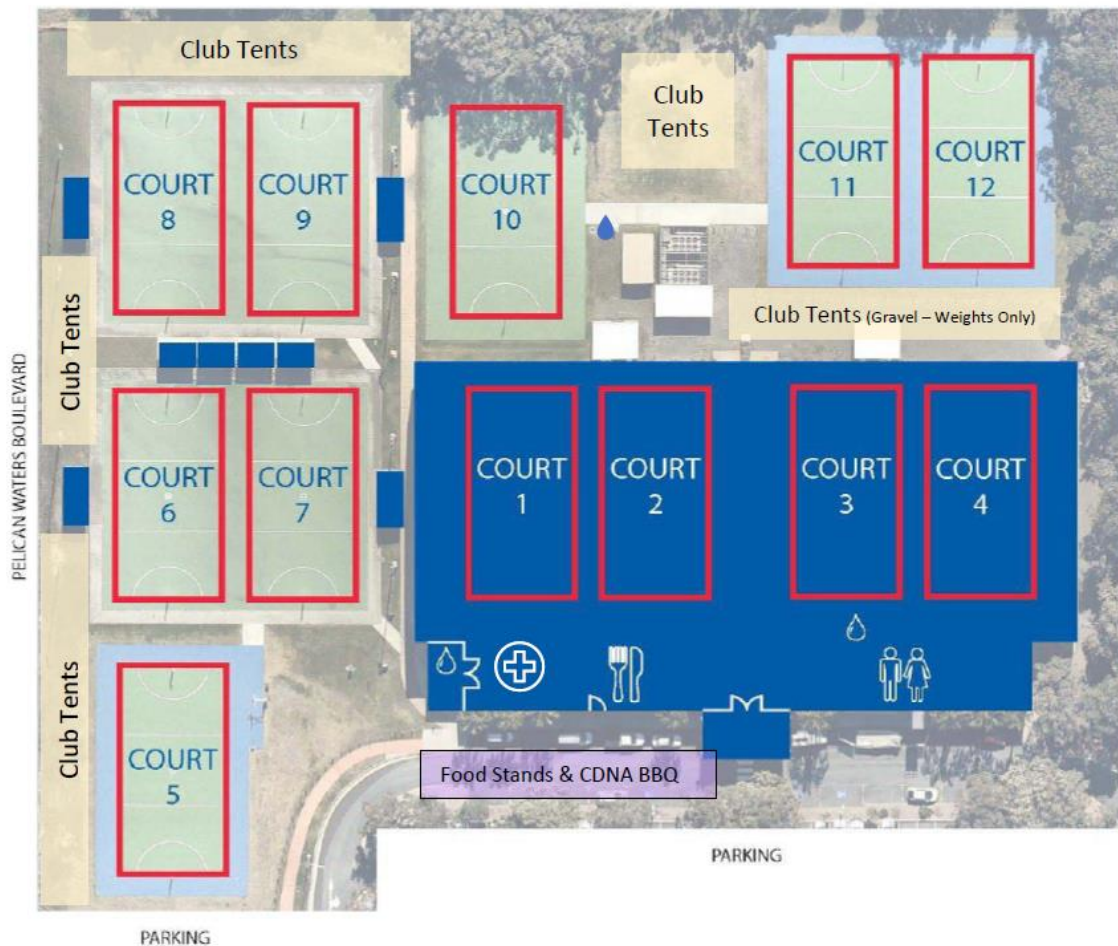 Club Tents
Club
Tents
COURT
8
COURT
9
COURT
10
COURT
11
COURT
12
Club Tents (Gravel – Weights Only)
Club Tents
PELICAN WATERS BOULEVARD
COURT
6
COURT
7
COURT
1
COURT
2
COURT
3
COURT
4
Club Tents
COURT
5
Food Stands & CDNA BBQ
PARKING
PARKING